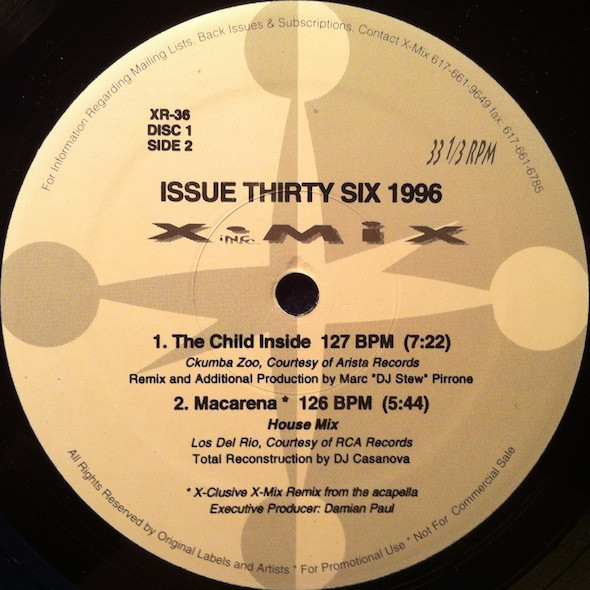 For Information Regarding Mailing Lists, Back Issues & Subscriptions, Contact X-Mix 617-661-9649 fax: 617-661-6785
XR-36
DISC 1
SIDE 2
33 1/3 RPM
ISSUE THIRTY SIX 1996
X-Mix
INC.
1. The Child Inside 127 BPM (7:22)
Ckumba Zoo, Courtesy of Arista Records
Remix and Additional Production by Marc "DJ Stew" Pirrone
2. Macarena * 126 BPM (5:44)
House Mix
Los Del Rio, Courtesy of RCA Records
Total Reconstruction by DJ Casanova
* X-Clusive X-Mix Remix from the acapella
Executive Producer: Damian Paul
All Rights Reserved by Original Labels and Artists * For Promotional Use * Not For Commercial Sale